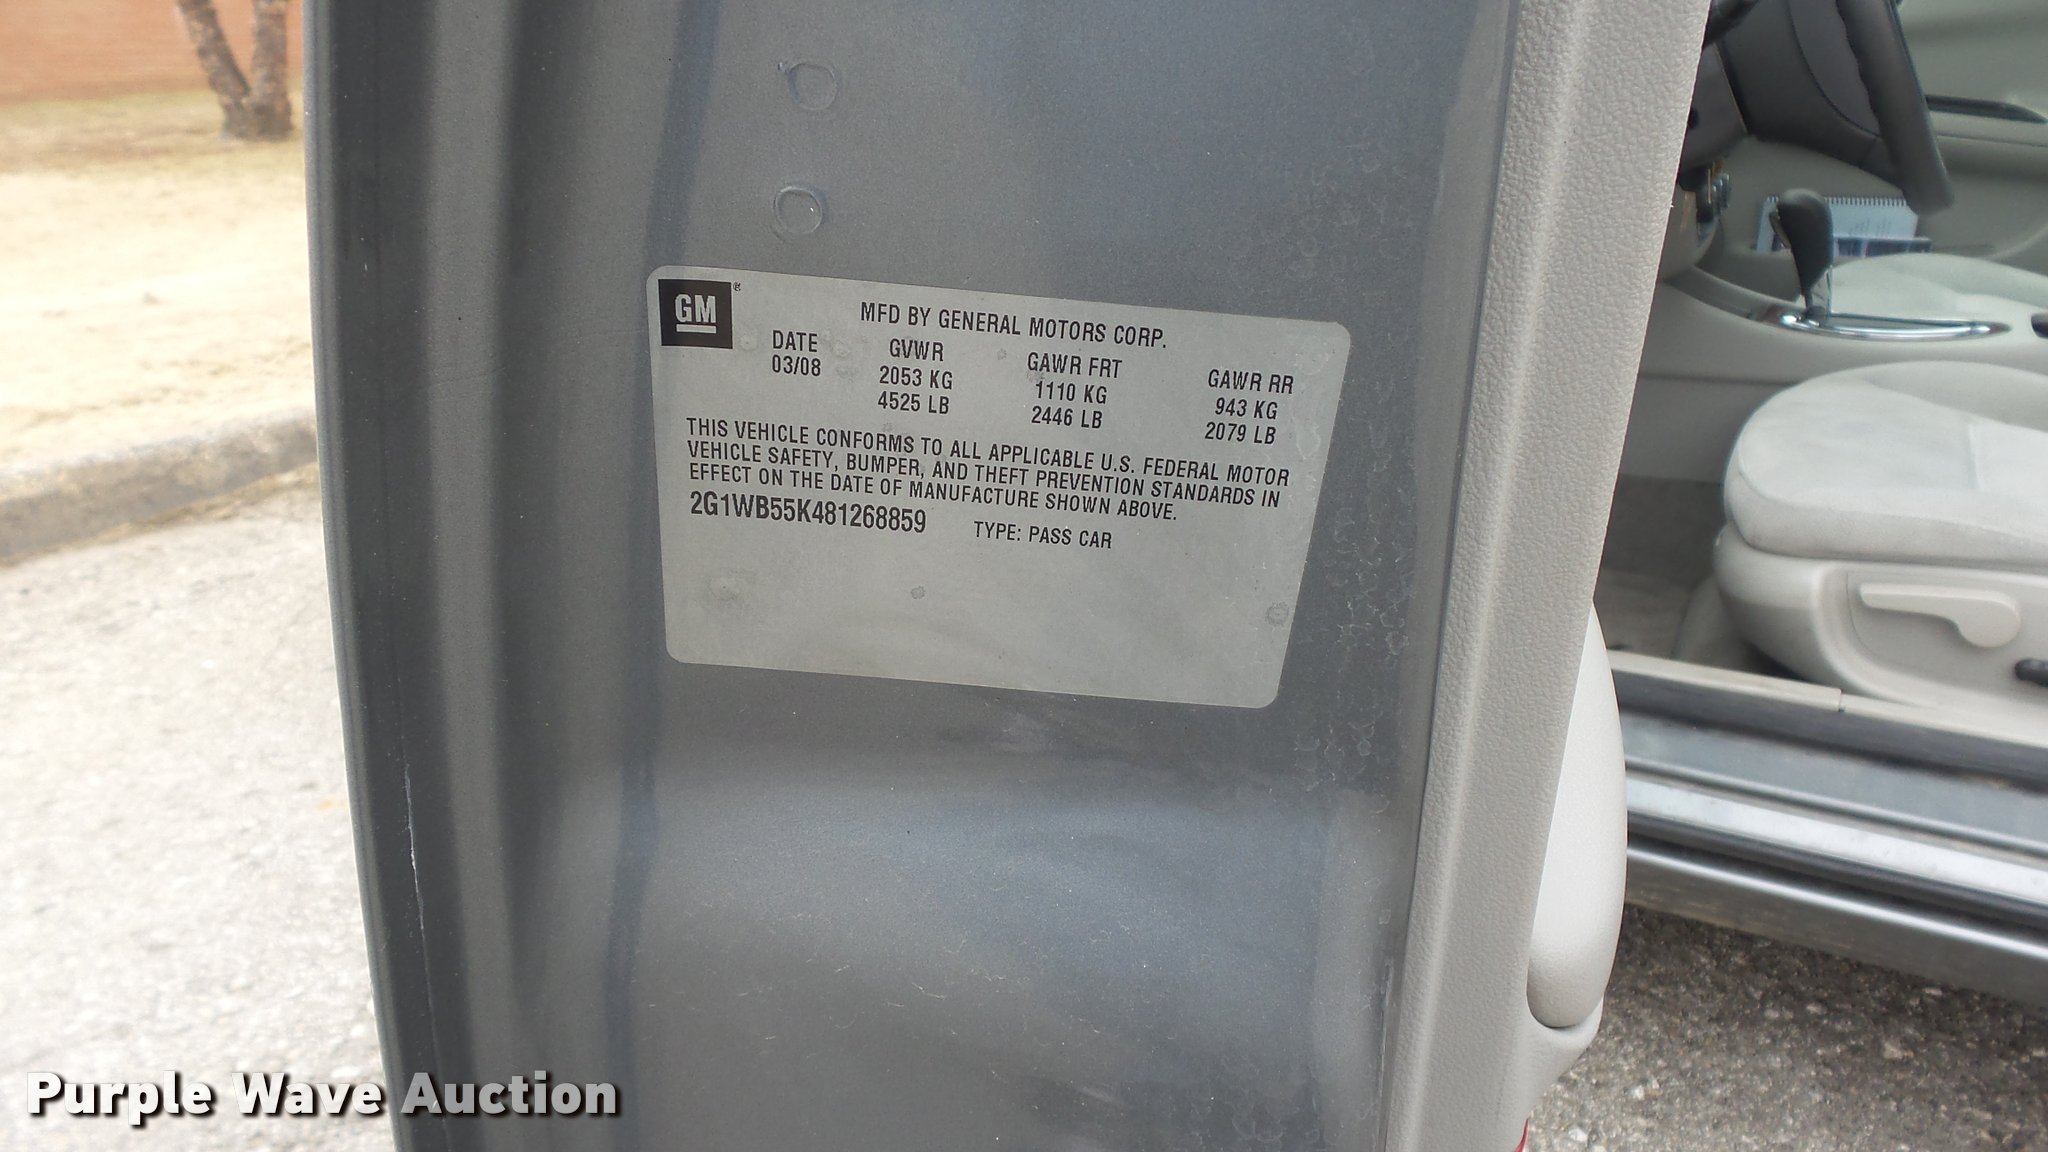 GM ®
MFD BY GENERAL MOTORS CORP.
DATE GVWR GAWR FRT GAWR RR
03/08 2053 KG 1110 KG 943 KG
4525 LB 2446 LB 2079 LB
THIS VEHICLE CONFORMS TO ALL APPLICABLE U.S. FEDERAL MOTOR
VEHICLE SAFETY, BUMPER, AND THEFT PREVENTION STANDARDS IN
EFFECT ON THE DATE OF MANUFACTURE SHOWN ABOVE.
2G1WB55K481268859 TYPE: PASS CAR
Purple Wave Auction